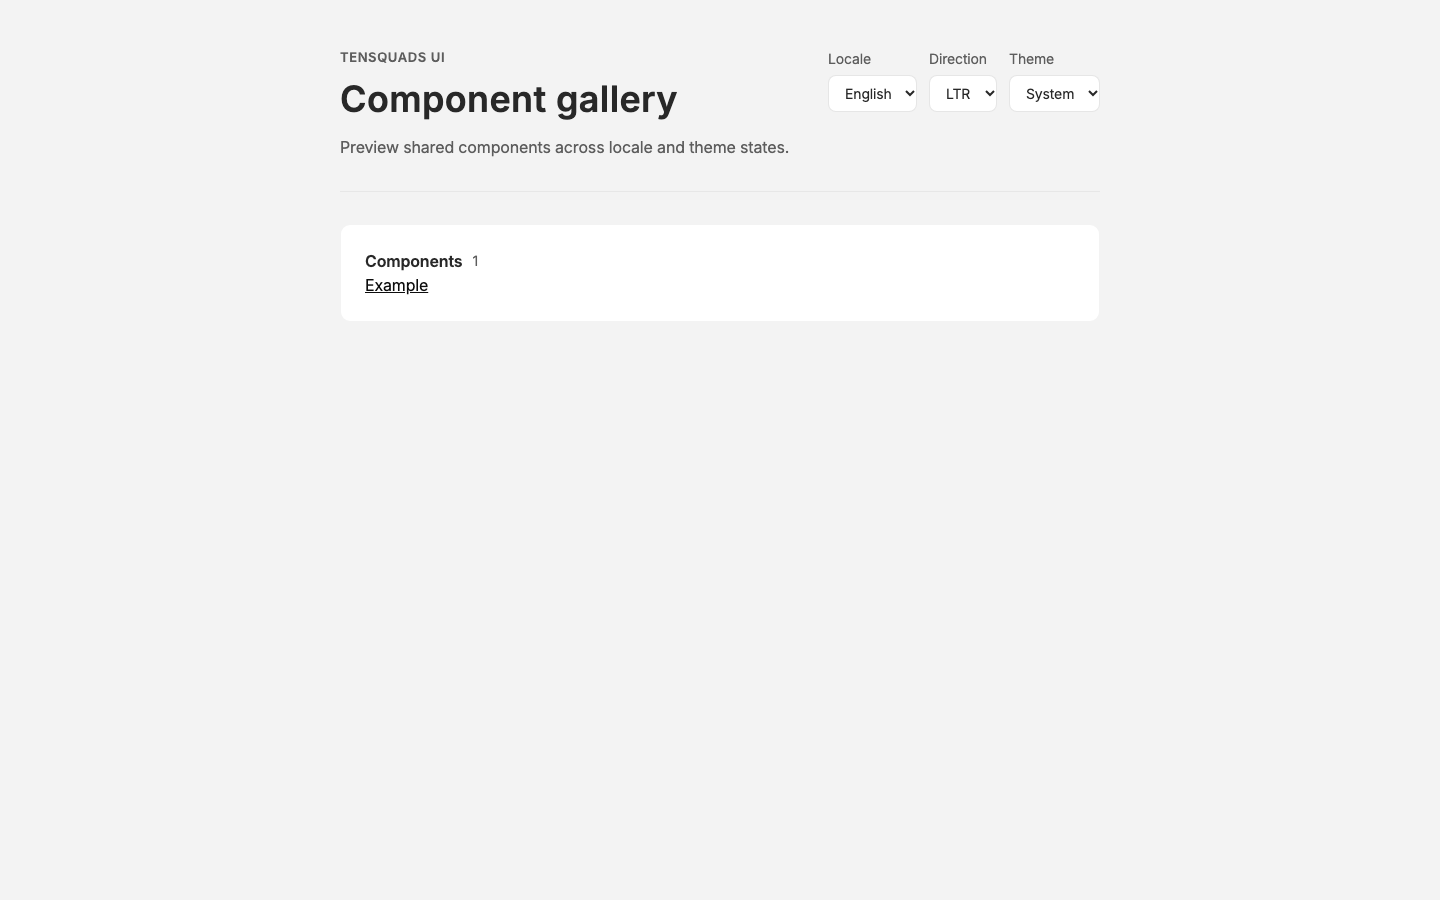 TENSQUADS UI
Component gallery
Preview shared components across locale and theme states.
Locale
English
Direction
LTR
Theme
System
Components 1
Example